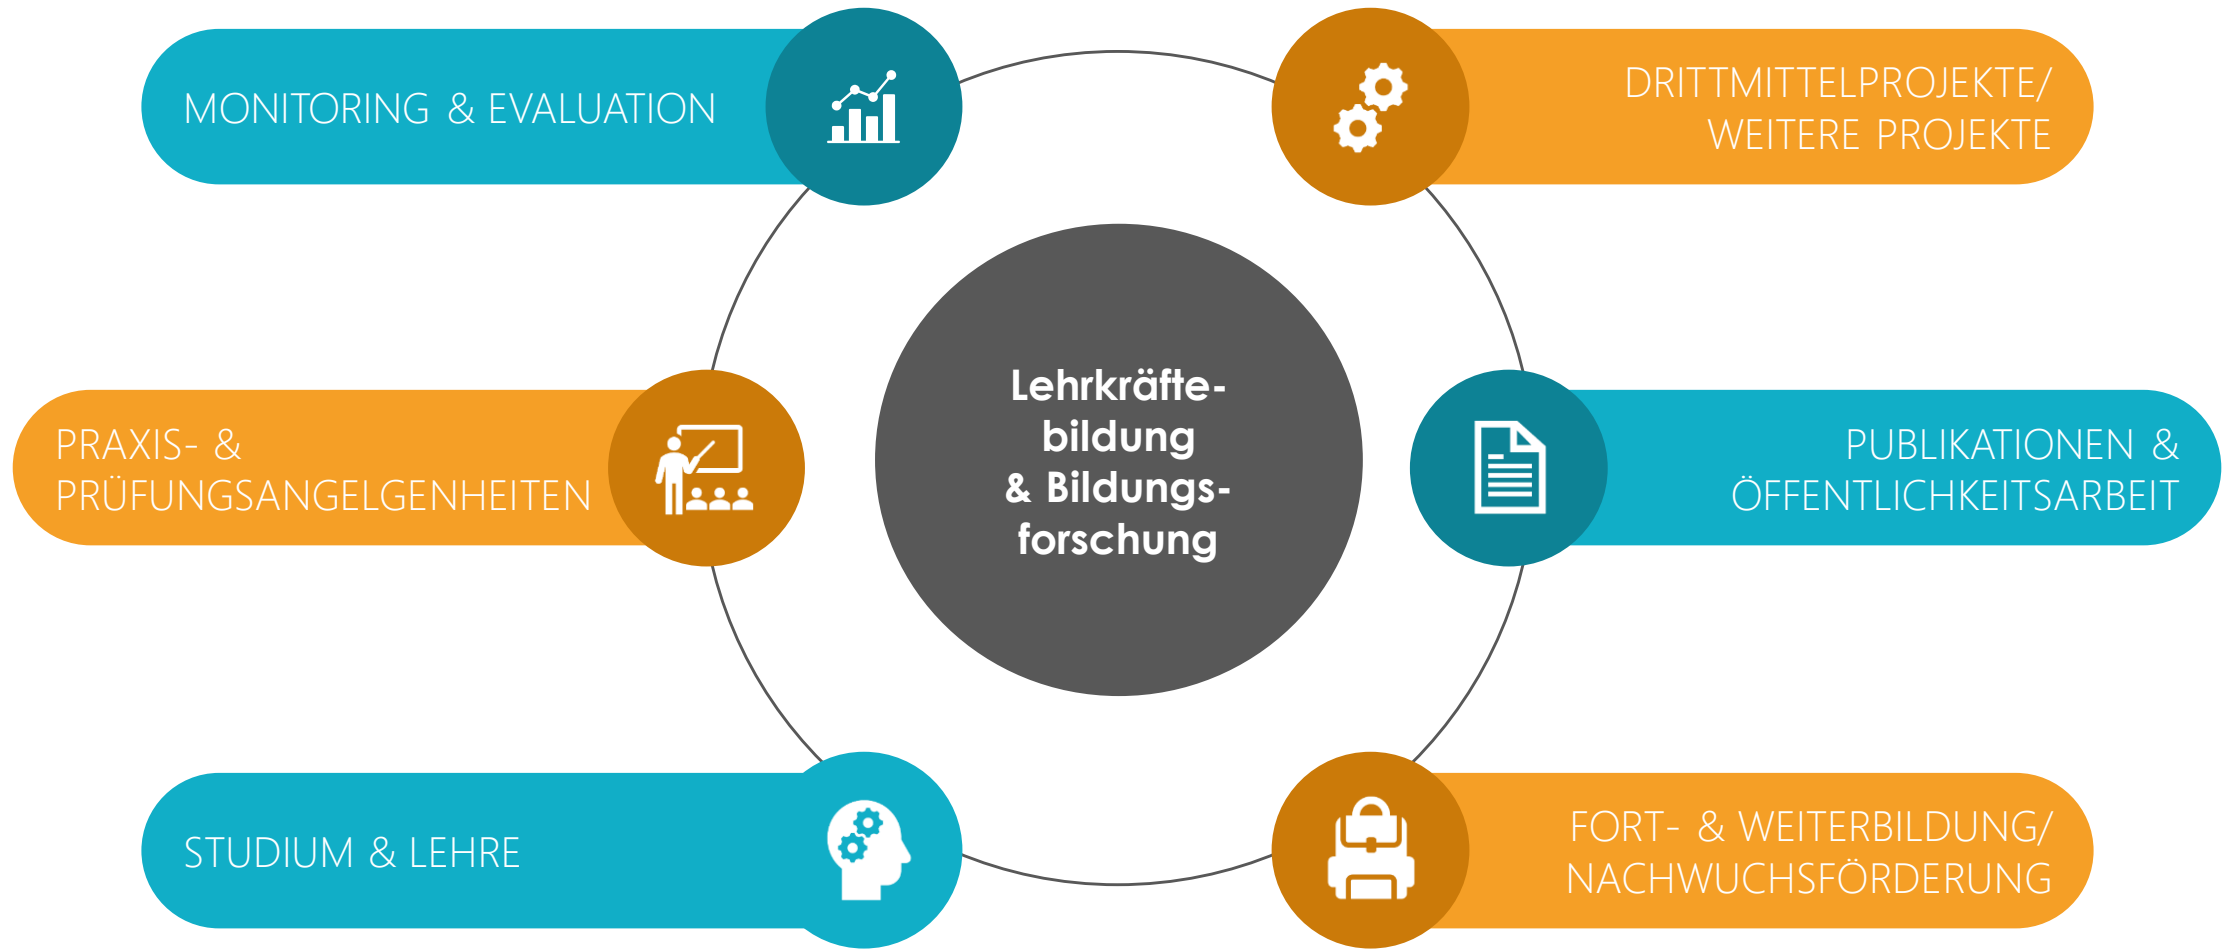 MONITORING & EVALUATION
DRITTMITTELPROJEKTE/
WEITERE PROJEKTE
PRAXIS- &
PRÜFUNGSANGELGENHEITEN
Lehrkräfte-
bildung
& Bildungs-
forschung
PUBLIKATIONEN &
ÖFFENTLICHKEITSARBEIT
STUDIUM & LEHRE
FORT- & WEITERBILDUNG/
NACHWUCHSFÖRDERUNG